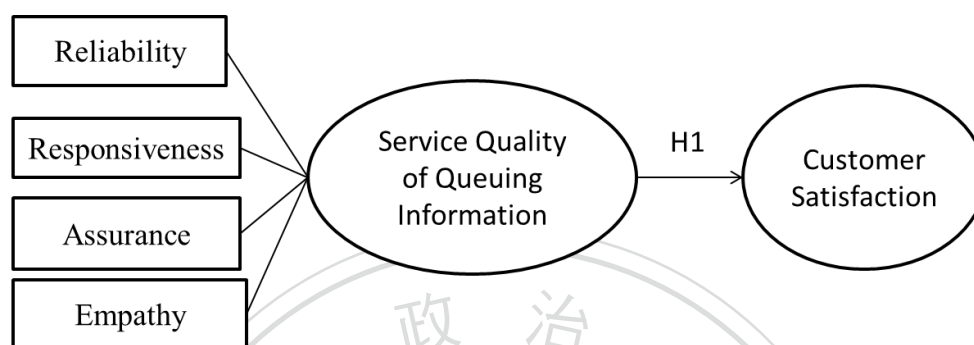 Reliability
Responsiveness
Assurance
Empathy
Service Quality
of Queuing
Information
H1
Customer
Satisfaction
政 治